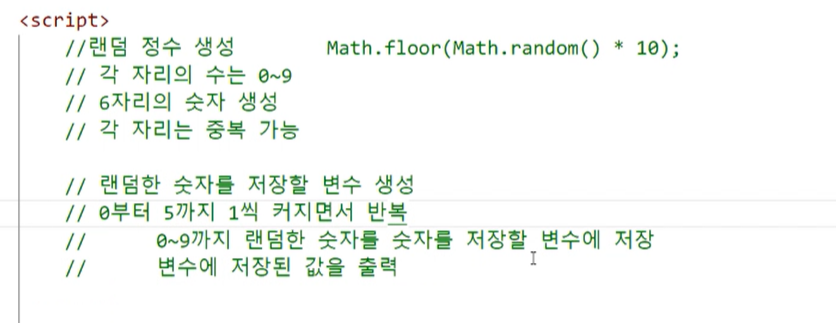 <script>
//랜덤 정수 생성 Math.floor(Math.random() * 10);
// 각 자리의 수는 0~9
// 6자리의 숫자 생성
// 각 자리는 중복 가능
// 랜덤한 숫자를 저장할 변수 생성
// 0부터 5까지 1씩 커지면서 반복
// 0~9까지 랜덤한 숫자를 숫자를 저장할 변수에 저장
// 변수에 저장된 값을 출력